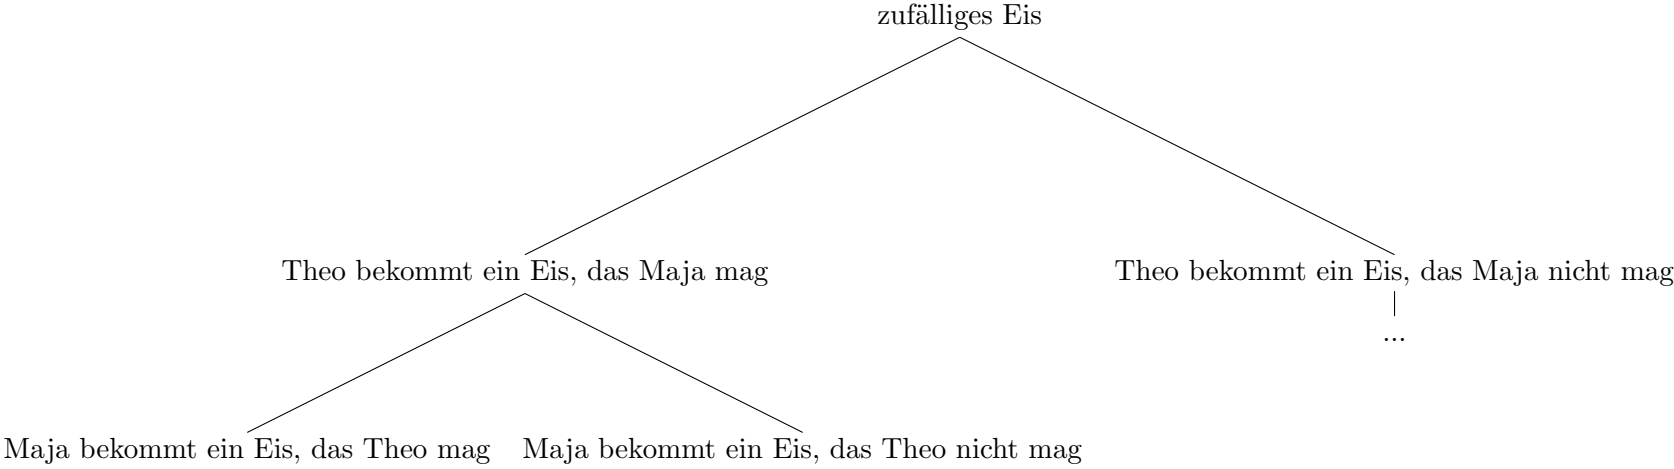 zufälliges Eis
Theo bekommt ein Eis, das Maja mag
Theo bekommt ein Eis, das Maja nicht mag
...
Maja bekommt ein Eis, das Theo mag
Maja bekommt ein Eis, das Theo nicht mag